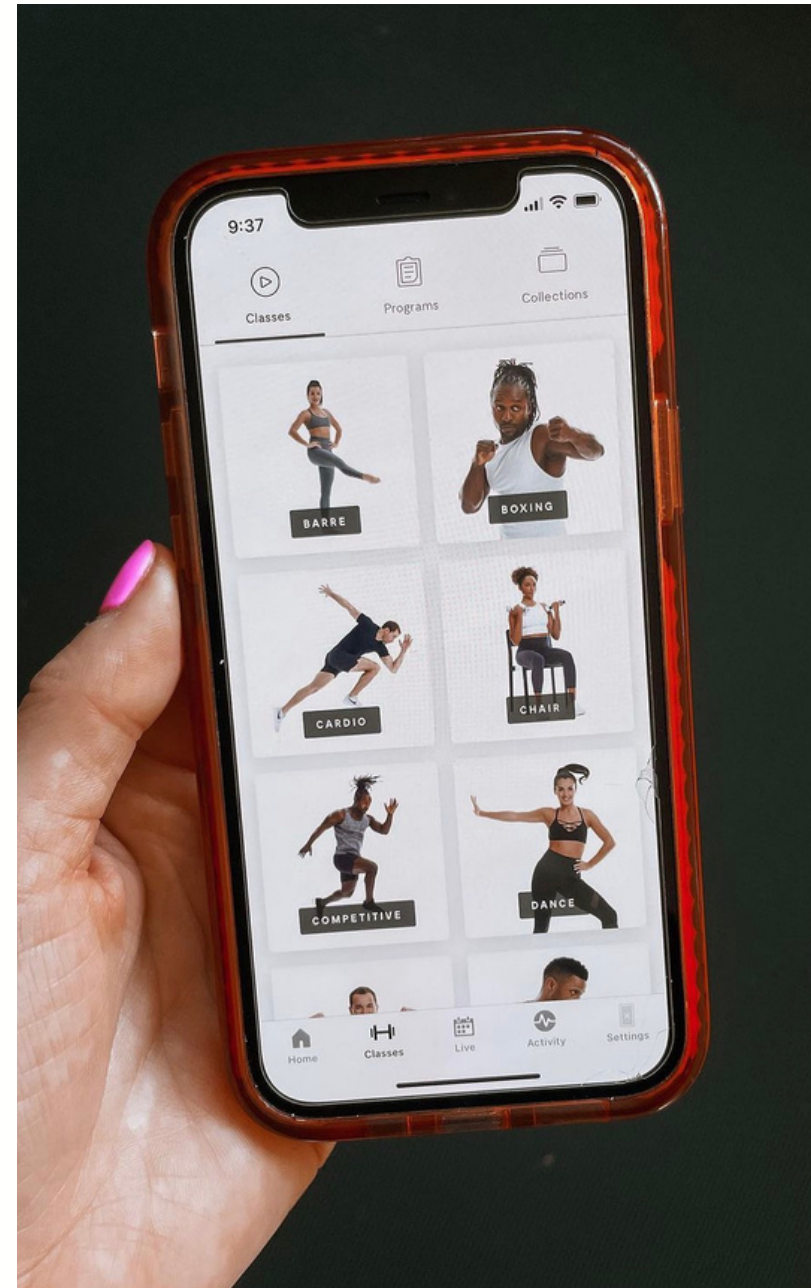 9:37
Classes
Programs
Collections
BARRE
BOXING
CARDIO
CHAIR
COMPETITIVE
DANCE
Home
Classes
Live
Activity
Settings